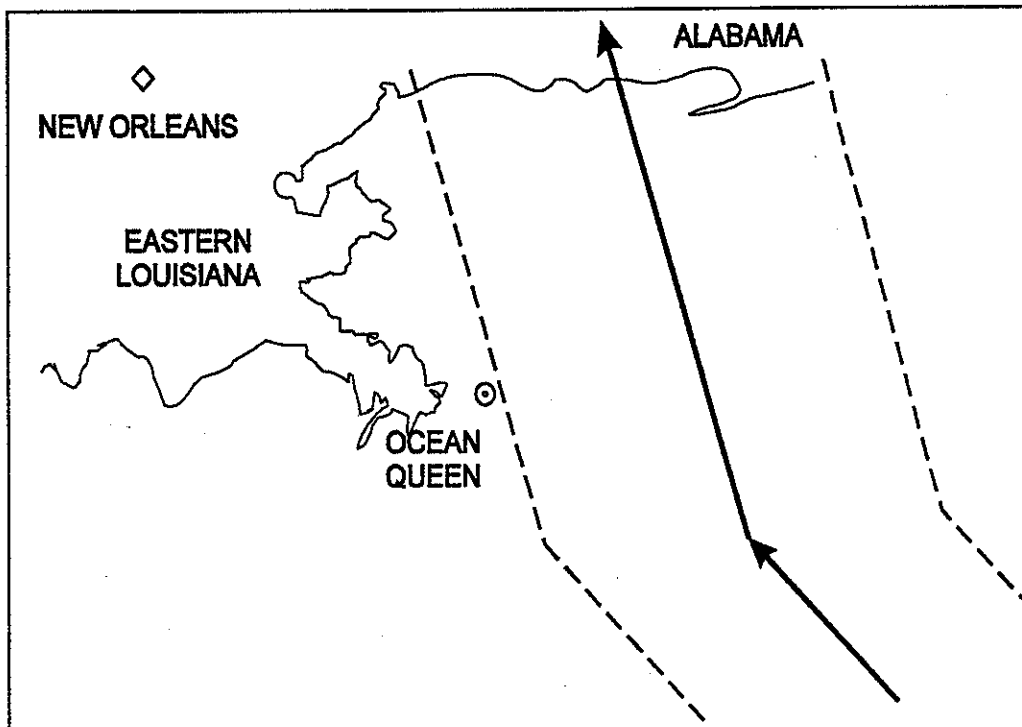 ALABAMA
NEW ORLEANS
EASTERN
LOUISIANA
OCEAN
QUEEN